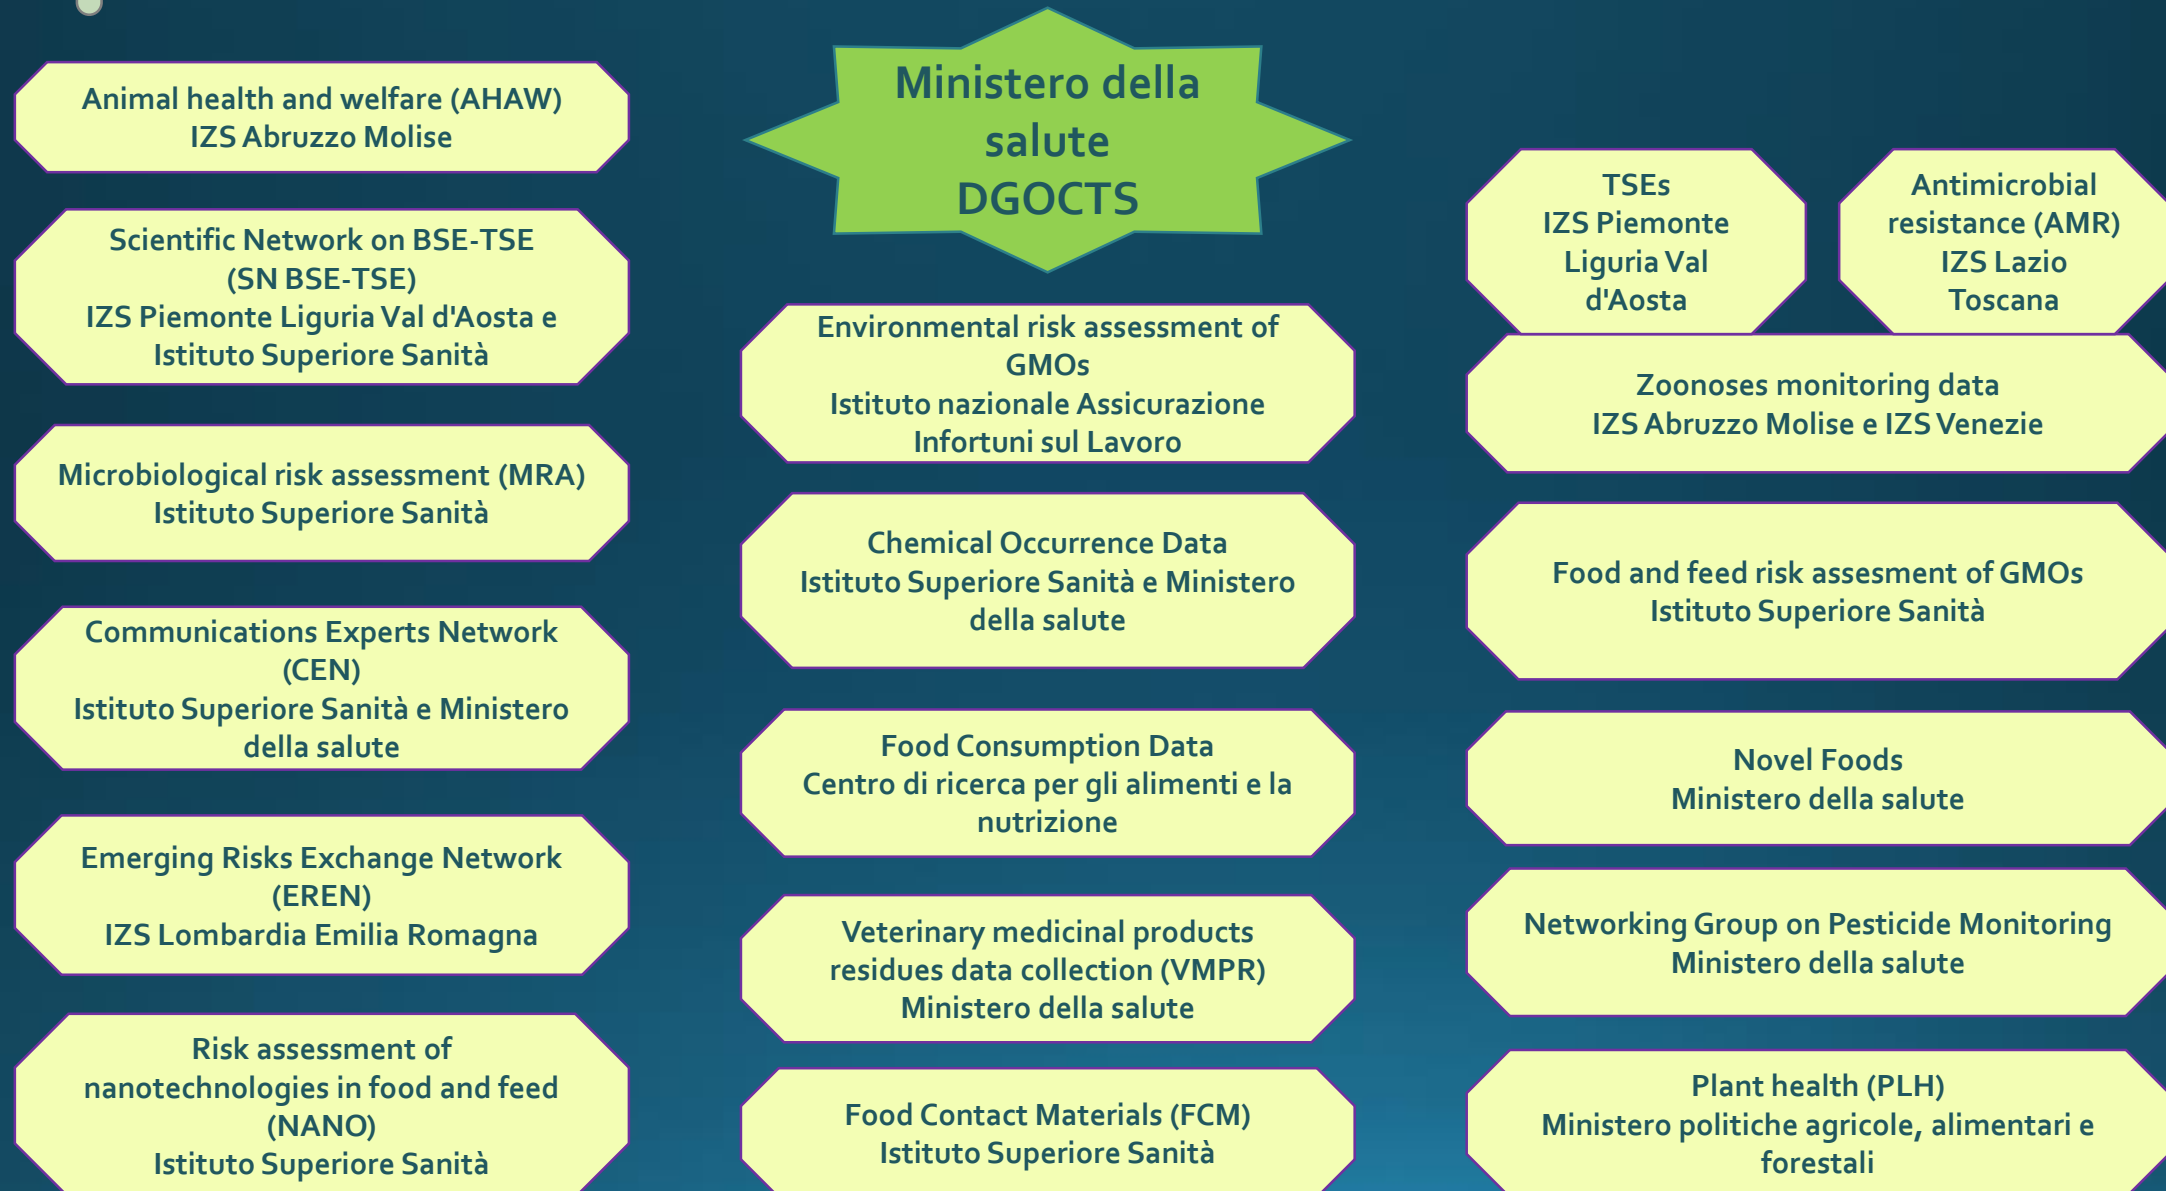 Animal health and welfare (AHAW)
IZS Abruzzo Molise
Scientific Network on BSE-TSE
(SN BSE-TSE)
IZS Piemonte Liguria Val d'Aosta e
Istituto Superiore Sanità
Microbiological risk assessment (MRA)
Istituto Superiore Sanità
Communications Experts Network
(CEN)
Istituto Superiore Sanità e Ministero
della salute
Emerging Risks Exchange Network
(EREN)
IZS Lombardia Emilia Romagna
Risk assessment of
nanotechnologies in food and feed
(NANO)
Istituto Superiore Sanità
Ministero della
salute
DGOCTS
Environmental risk assessment of
GMOs
Istituto nazionale Assicurazione
Infortuni sul Lavoro
Chemical Occurrence Data
Istituto Superiore Sanità e Ministero
della salute
Food Consumption Data
Centro di ricerca per gli alimenti e la
nutrizione
Veterinary medicinal products
residues data collection (VMPR)
Ministero della salute
Food Contact Materials (FCM)
Istituto Superiore Sanità
TSEs
IZS Piemonte
Liguria Val
d'Aosta
Antimicrobial
resistance (AMR)
IZS Lazio
Toscana
Zoonoses monitoring data
IZS Abruzzo Molise e IZS Venezie
Food and feed risk assesment of GMOs
Istituto Superiore Sanità
Novel Foods
Ministero della salute
Networking Group on Pesticide Monitoring
Ministero della salute
Plant health (PLH)
Ministero politiche agricole, alimentari e
forestali